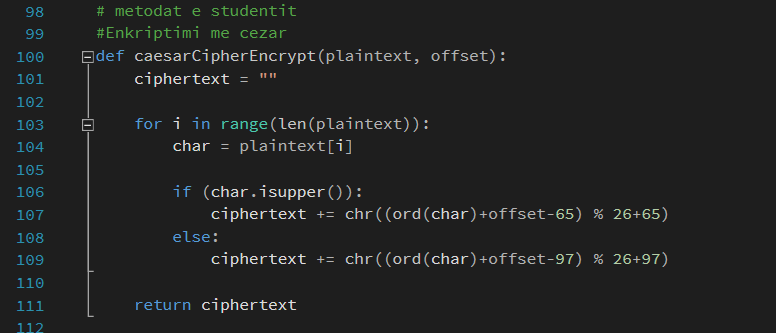 98 # metodat e studentit
99 #Enkriptimi me cezar
100 def caesarCipherEncrypt(plaintext, offset):
101 ciphertext = ""
102
103 for i in range(len(plaintext)):
104 char = plaintext[i]
105
106 if (char.isupper()):
107 ciphertext += chr((ord(char)+offset-65) % 26+65)
108 else:
109 ciphertext += chr((ord(char)+offset-97) % 26+97)
110
111 return ciphertext
112